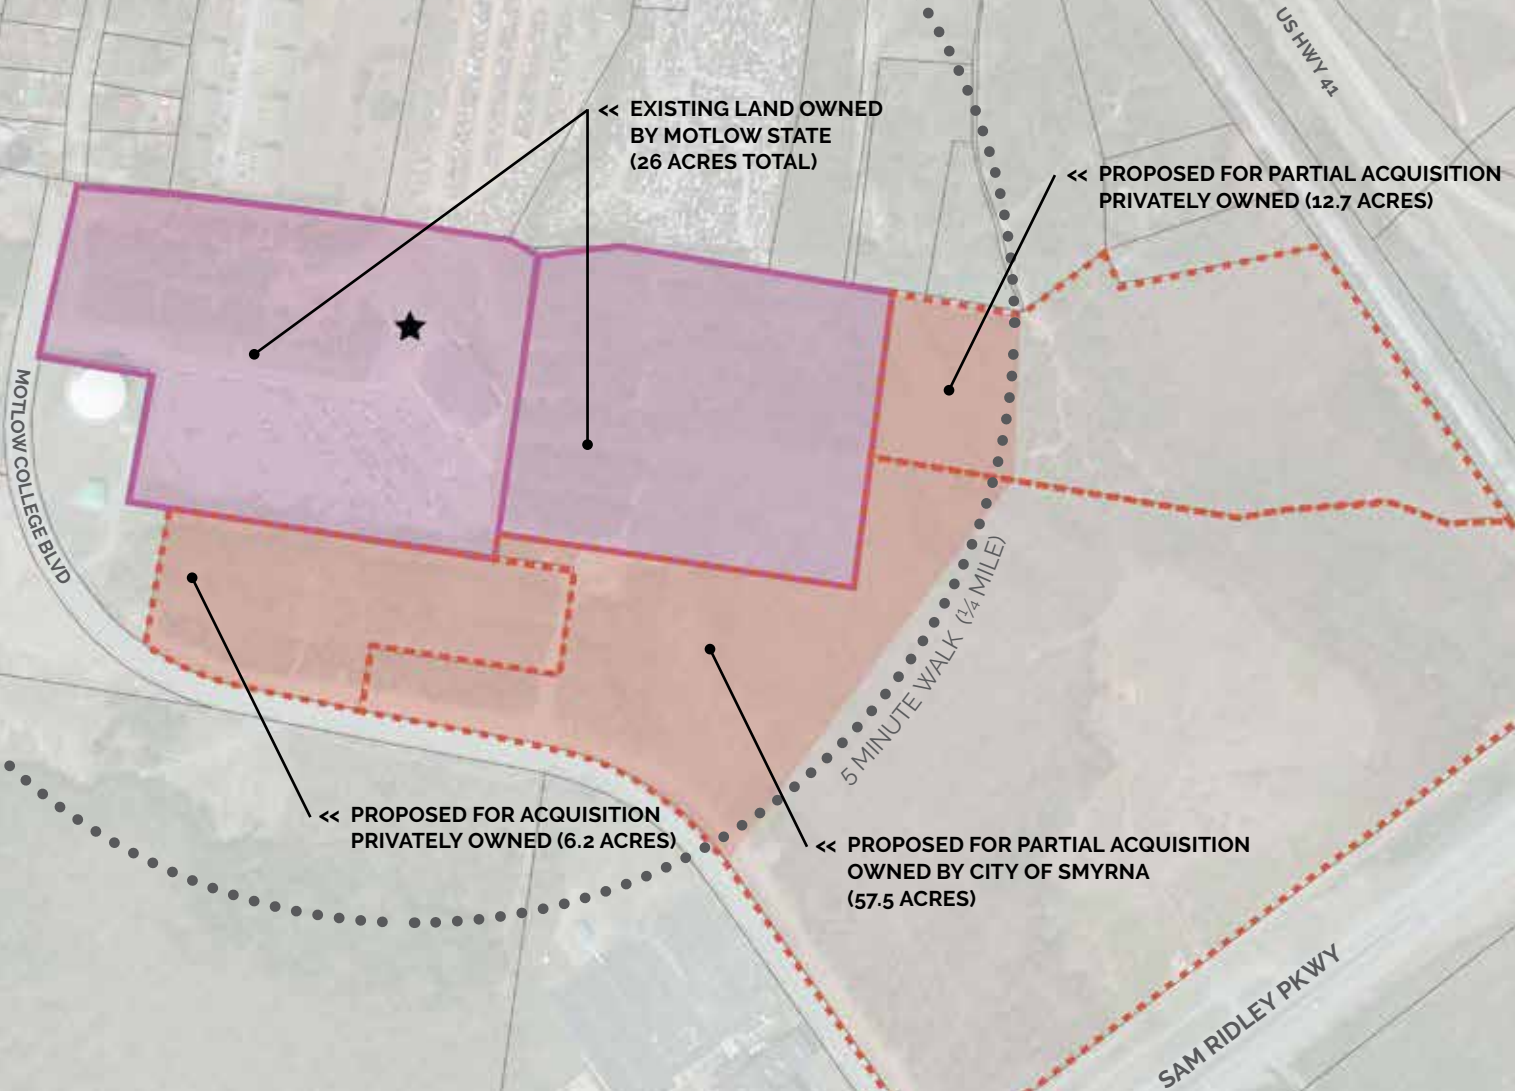 US HWY 41
<< EXISTING LAND OWNED
BY MOTLOW STATE
(26 ACRES TOTAL)
<< PROPOSED FOR PARTIAL ACQUISITION
PRIVATELY OWNED (12.7 ACRES)
MOTLOW COLLEGE BLVD
5 MINUTE WALK (¼ MILE)
<< PROPOSED FOR ACQUISITION
PRIVATELY OWNED (6.2 ACRES)
<< PROPOSED FOR PARTIAL ACQUISITION
OWNED BY CITY OF SMYRNA
(57.5 ACRES)
SAM RIDLEY PKWY